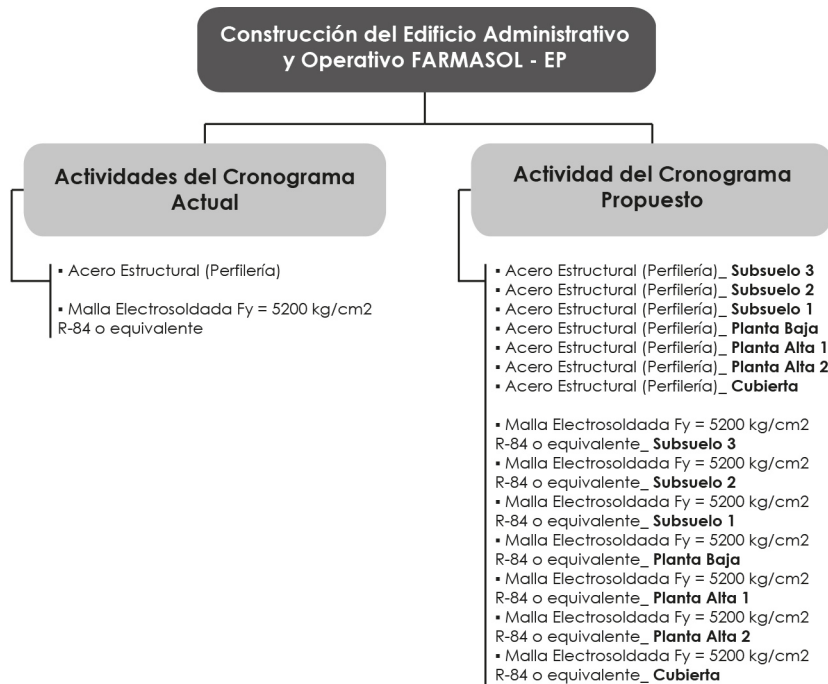 Construcción del Edificio Administrativo
y Operativo FARMASOL - EP
Actividades del Cronograma
Actual
▪ Acero Estructural (Perfilería)
▪ Malla Electrosoldada Fy = 5200 kg/cm2
R-84 o equivalente
Actividad del Cronograma
Propuesto
▪ Acero Estructural (Perfilería)_ Subsuelo 3
▪ Acero Estructural (Perfilería)_ Subsuelo 2
▪ Acero Estructural (Perfilería)_ Subsuelo 1
▪ Acero Estructural (Perfilería)_ Planta Baja
▪ Acero Estructural (Perfilería)_ Planta Alta 1
▪ Acero Estructural (Perfilería)_ Planta Alta 2
▪ Acero Estructural (Perfilería)_ Cubierta
▪ Malla Electrosoldada Fy = 5200 kg/cm2
R-84 o equivalente_ Subsuelo 3
▪ Malla Electrosoldada Fy = 5200 kg/cm2
R-84 o equivalente_ Subsuelo 2
▪ Malla Electrosoldada Fy = 5200 kg/cm2
R-84 o equivalente_ Subsuelo 1
▪ Malla Electrosoldada Fy = 5200 kg/cm2
R-84 o equivalente_ Planta Baja
▪ Malla Electrosoldada Fy = 5200 kg/cm2
R-84 o equivalente_ Planta Alta 1
▪ Malla Electrosoldada Fy = 5200 kg/cm2
R-84 o equivalente_ Planta Alta 2
▪ Malla Electrosoldada Fy = 5200 kg/cm2
R-84 o equivalente_ Cubierta